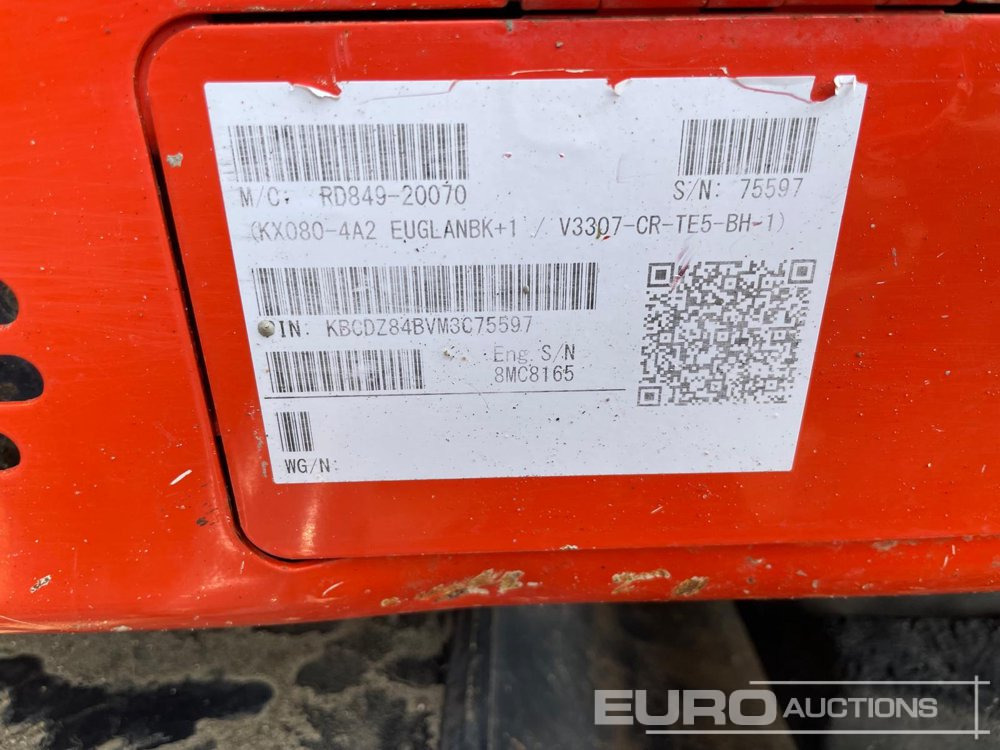 M/C: RD849-20070 S/N: 75597
(KX080-4A2 EUGLANBK+1 / V3307-CR-TE5-BH-1)
IN: KBCDZ84BVM3C75597
Eng S/N
8MC8165
WG/N:
EURO AUCTIONS